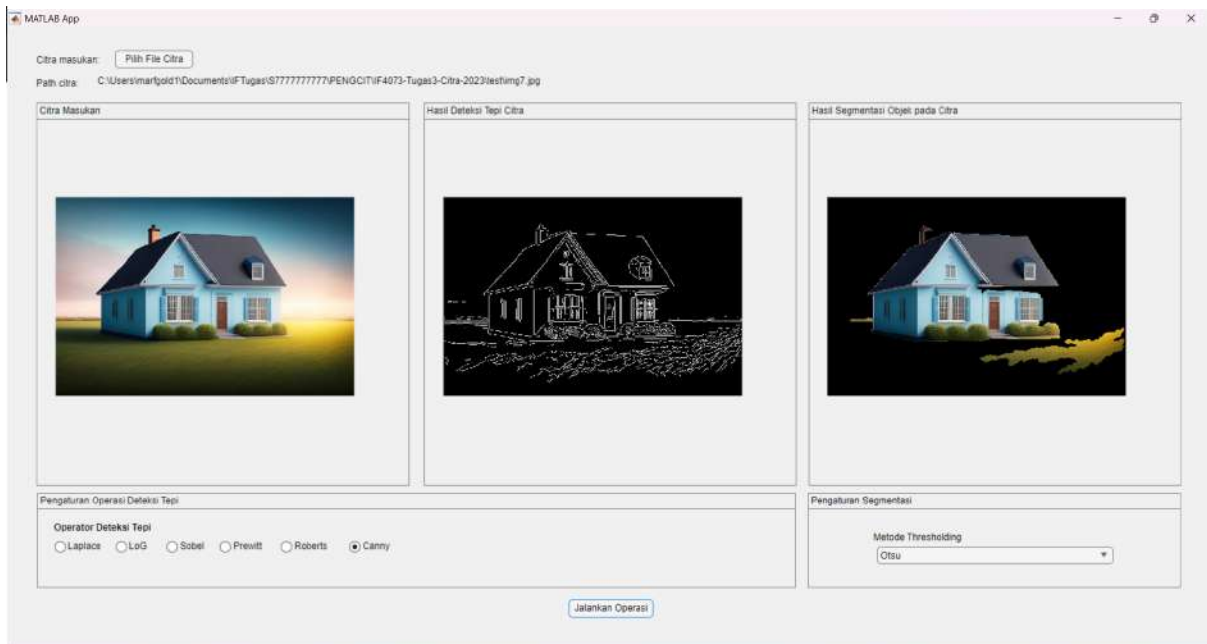 MATLAB App
Citra masukan: Pilih File Citra
Path citra: C:\Users\marfgold1\Documents\IFTugas\S7777777777\PENGCIT\IF4073-Tugas3-Citra-2023\test\img7.jpg
Citra Masukan
Hasil Deteksi Tepi Citra
Hasil Segmentasi Objek pada Citra
Pengaturan Operasi Deteksi Tepi
Operator Deteksi Tepi
Laplace LoG Sobel Prewitt Roberts Canny
Pengaturan Segmentasi
Metode Thresholding
Otsu
Jalankan Operasi